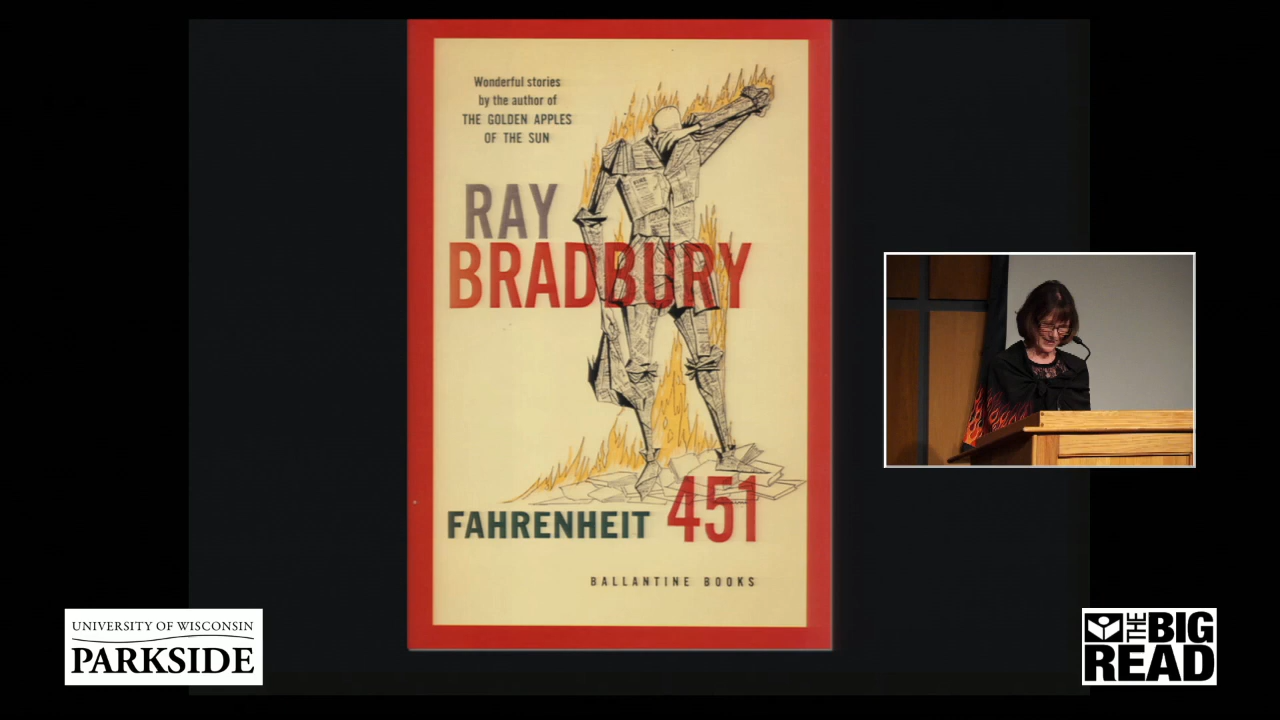 Wonderful stories
by the author of
THE GOLDEN APPLES
OF THE SUN
RAY
BRADBURY
FAHRENHEIT 451
BALLANTINE BOOKS
UNIVERSITY OF WISCONSIN
PARKSIDE
THE BIG
READ